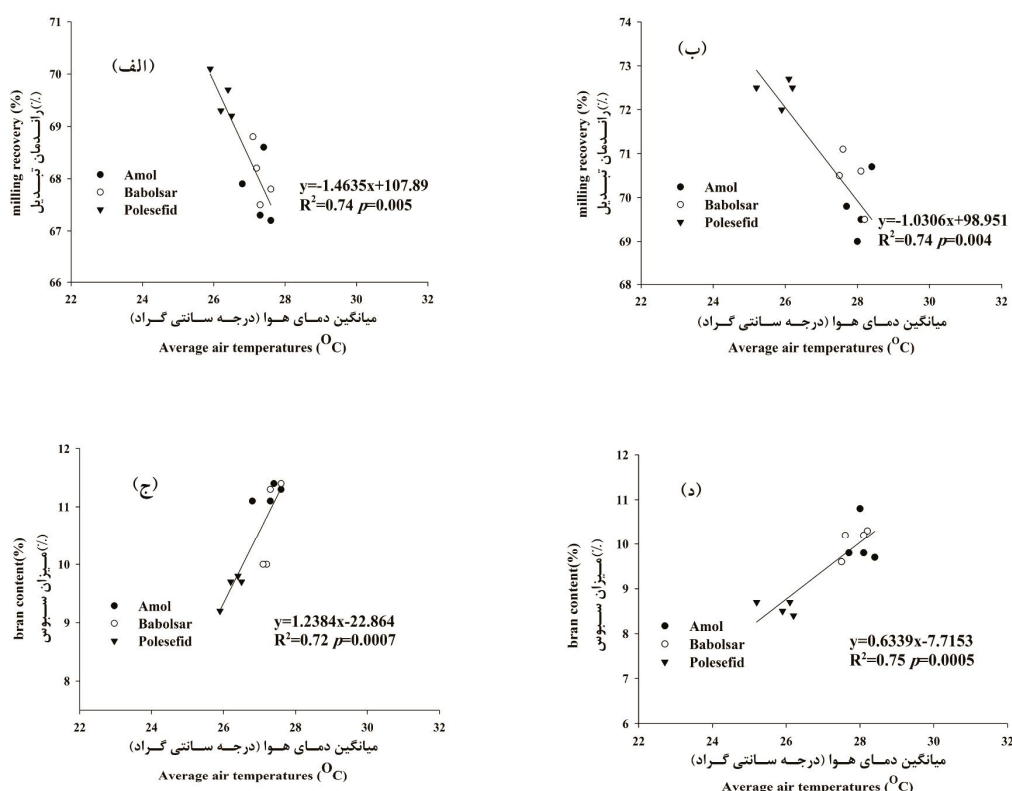 71
70
69
68
67
66
milling recovery (%)
راندمان تبدیل(٪)
(الف)
Amol
Babolsar
Polesefid
y=-1.4635x+107.89
R²=0.74 p=0.005
22 24 26 28 30 32
میانگین دمای هوا (درجه سانتی گراد)
Average air temperatures (OC)
74
73
72
71
70
69
68
milling recovery (%)
راندمان تبدیل(٪)
(ب)
Amol
Babolsar
Polesefid
y=-1.0306x+98.951
R²=0.74 p=0.004
22 24 26 28 30 32
میانگین دمای هوا (درجه سانتی گراد)
Average air temperatures (OC)
12
11
10
9
8
bran content(%)
میزان سبوس(٪)
(ج)
Amol
Babolsar
Polesefid
y=1.2384x-22.864
R²=0.72 p=0.0007
22 24 26 28 30 32
میانگین دمای هوا (درجه سانتی گراد)
Average air temperatures (OC)
12
11
10
9
8
7
6
bran content(%)
میزان سبوس(٪)
(د)
Amol
Babolsar
Polesefid
y=0.6339x-7.7153
R²=0.75 p=0.0005
22 24 26 28 30 32
میانگین دمای هوا (درجه سانتی گراد)
Average air temperatures (OC)